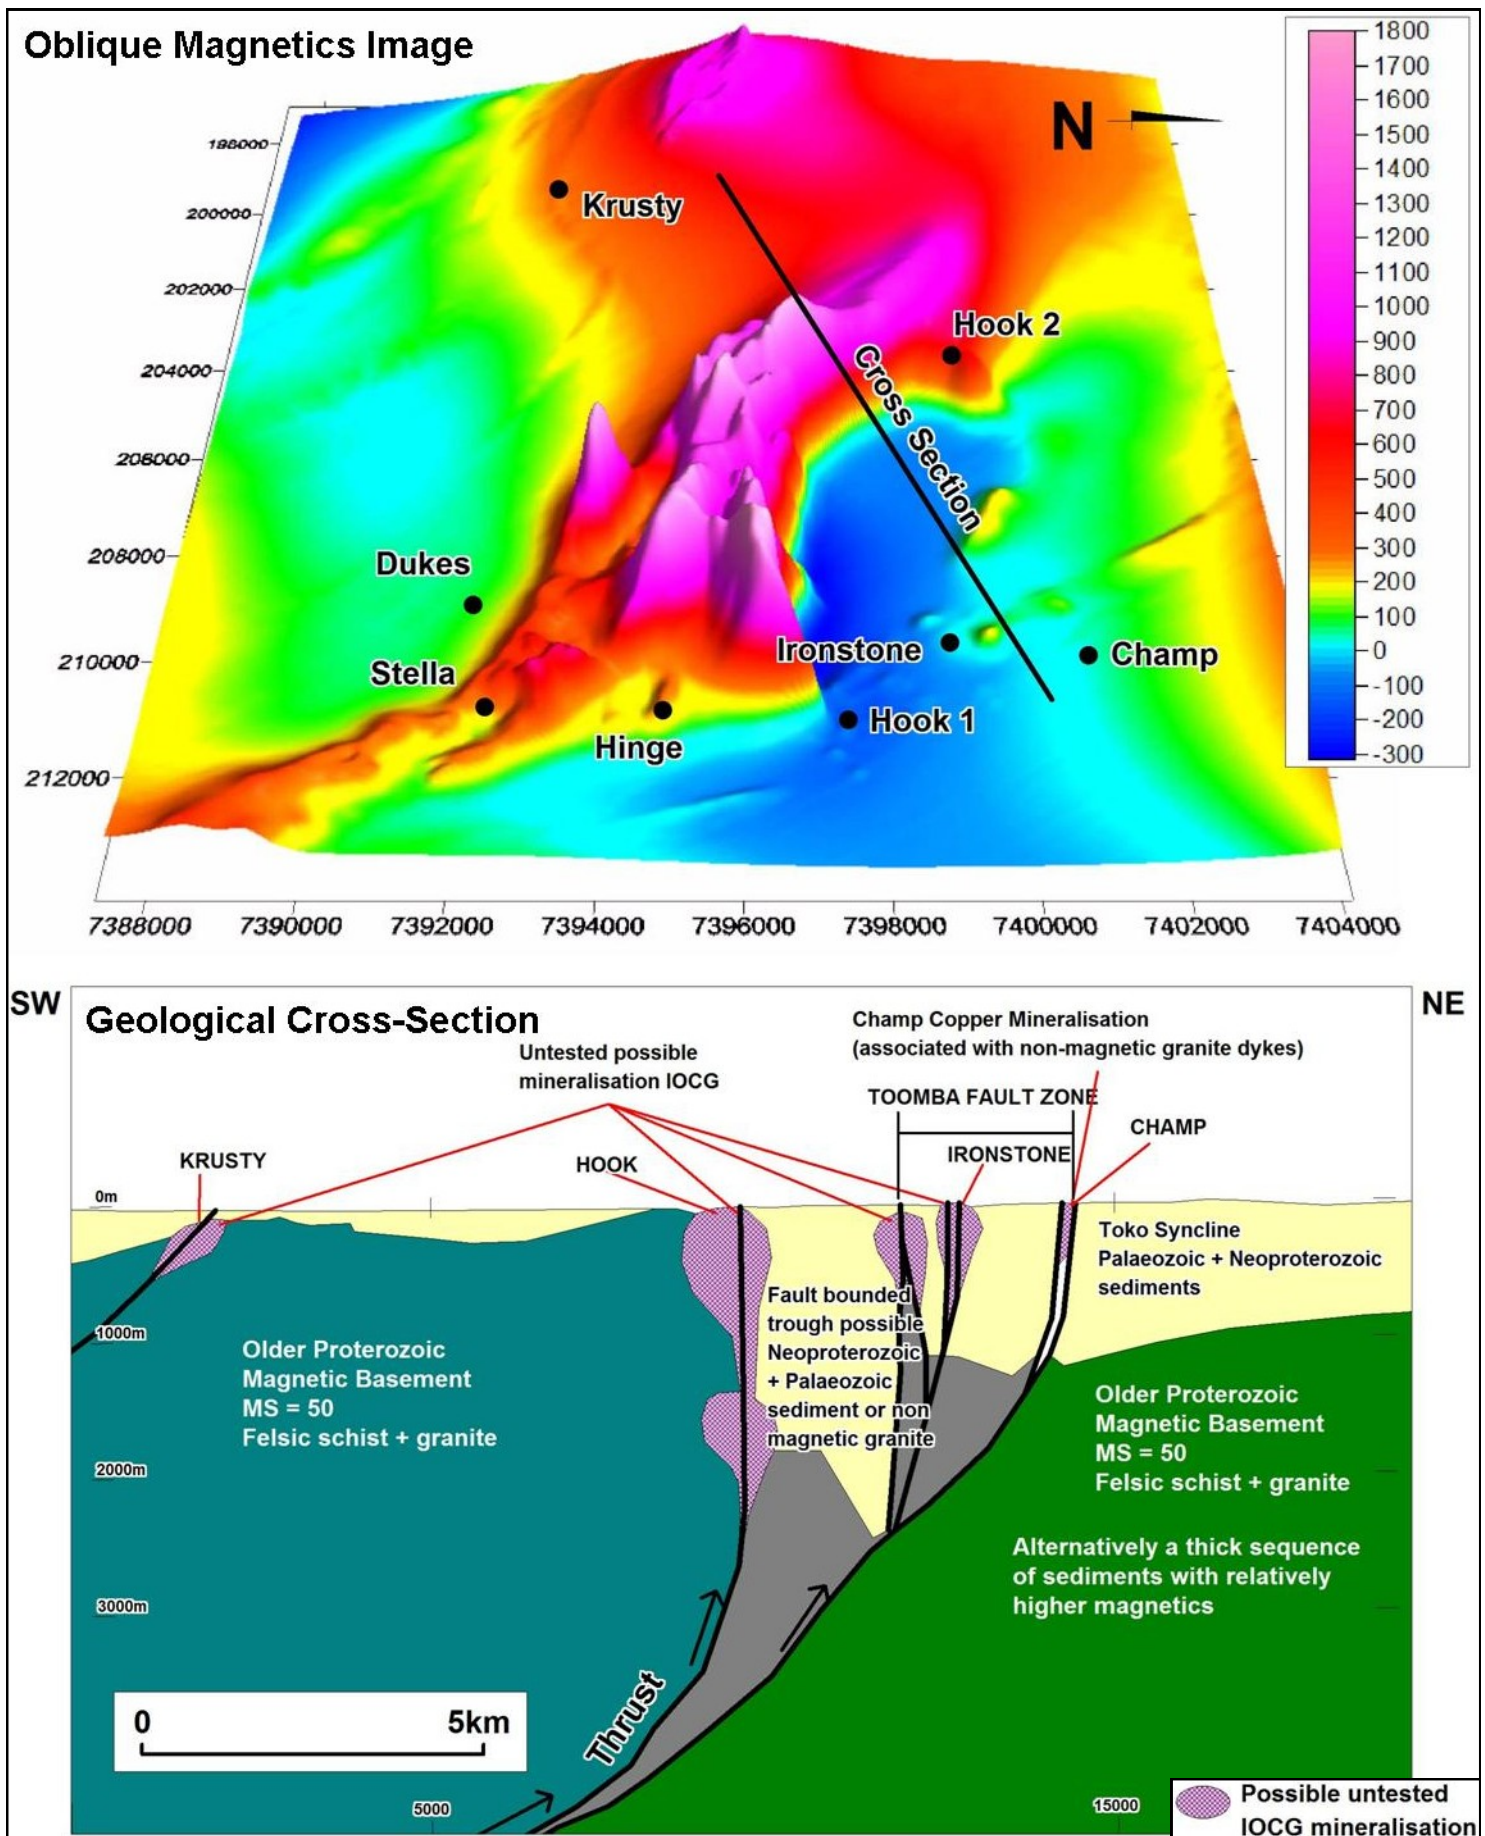 Oblique Magnetics Image
N
1800
1700
1600
1500
1400
1300
1200
1100
1000
900
800
700
600
500
400
300
200
100
0
-100
-200
-300
198000
200000
202000
204000
206000
208000
210000
212000
Krusty
Hook 2
Cross Section
Dukes
Stella
Hinge
Ironstone
Champ
Hook 1
7388000
7390000
7392000
7394000
7396000
7398000
7400000
7402000
7404000
SW
NE
Geological Cross-Section
Untested possible
mineralisation IOCG
Champ Copper Mineralisation
(associated with non-magnetic granite dykes)
TOOMBA FAULT ZONE
KRUSTY
HOOK
IRONSTONE
CHAMP
0m
1000m
2000m
3000m
Older Proterozoic
Magnetic Basement
MS = 50
Felsic schist + granite
Fault bounded
trough possible
Neoproterozoic
+ Palaeozoic
sediment or non
magnetic granite
Toko Syncline
Palaeozoic + Neoproterozoic
sediments
Older Proterozoic
Magnetic Basement
MS = 50
Felsic schist + granite
Alternatively a thick sequence
of sediments with relatively
higher magnetics
Thrust
0
5km
5000
15000
Possible untested
IOCG mineralisation